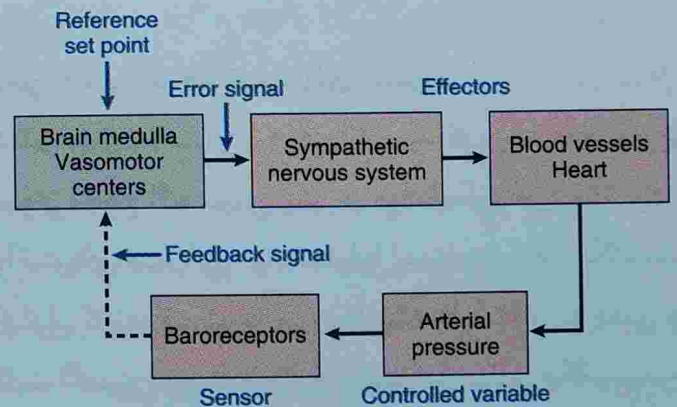 Reference
set point
Error signal
Effectors
Brain medulla
Vasomotor
centers
Sympathetic
nervous system
Blood vessels
Heart
Feedback signal
Baroreceptors
Arterial
pressure
Sensor
Controlled variable